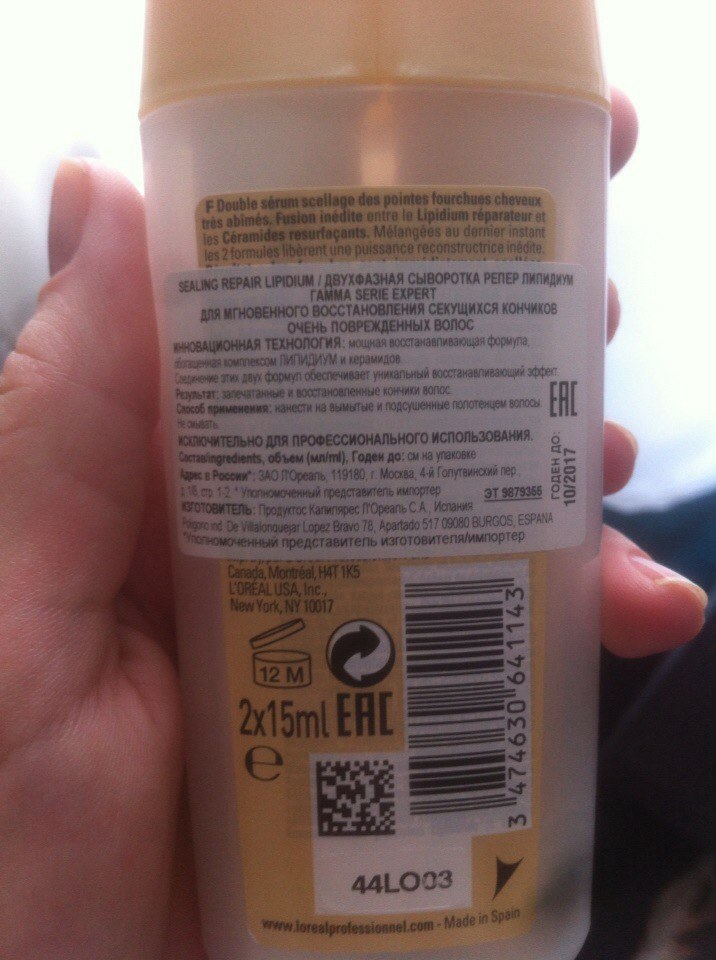 F Double sérum scellage des pointes fourchues cheveux
très abimés. Fusion inédite entre le Lipidium réparateur et
les Céramides resurfaçants. Mélangées au dernier instant
les 2 formules libèrent une puissance reconstructrice inédite.
SEALING REPAIR LIPIDIUM / ДВУХФАЗНАЯ СЫВОРОТКА РЕПЕР ЛИПИДИУМ
ГАММА SERIE EXPERT
ДЛЯ МГНОВЕННОГО ВОССТАНОВЛЕНИЯ СЕКУЩИХСЯ КОНЧИКОВ
ОЧЕНЬ ПОВРЕЖДЕННЫХ ВОЛОС
ИННОВАЦИОННАЯ ТЕХНОЛОГИЯ: мощная восстанавливающая формула,
обогащенная комплексом ЛИПИДИУМ и керамидов.
Соединение этих двух формул обеспечивает уникальный восстанавливающий эффект.
Результат: запечатанные и восстановленные кончики волос.
Способ применения: нанести на вымытые и подсушенные полотенцем волосы.
Не смывать.
EAC
ИСКЛЮЧИТЕЛЬНО ДЛЯ ПРОФЕССИОНАЛЬНОГО ИСПОЛЬЗОВАНИЯ.
Состав/ingredients, объем (мл/ml). Годен до: см на упаковке
Адрес в России*: ЗАО Л'Ореаль, 119180, г. Москва, 4-й Голутвинский пер.,
д.1/8, стр. 1-2. * Уполномоченный представитель импортер
ЭТ 9879355
ГОДЕН ДО:
10/2017
ИЗГОТОВИТЕЛЬ: Продуктос Капилярес Л'Ореаль С.А., Испания
Poligono ind. De Villalonquejar Lopez Bravo 78, Apartado 517 09080 BURGOS, ESPANA
*Уполномоченный представитель изготовителя/импортер
Canada, Montréal, H4T 1K5
L'ORÉAL USA, Inc.,
New York, NY 10017
12 M
2x15ml EAC
e
3 474630 641143
44LO03
www.lorealprofessionnel.com - Made in Spain